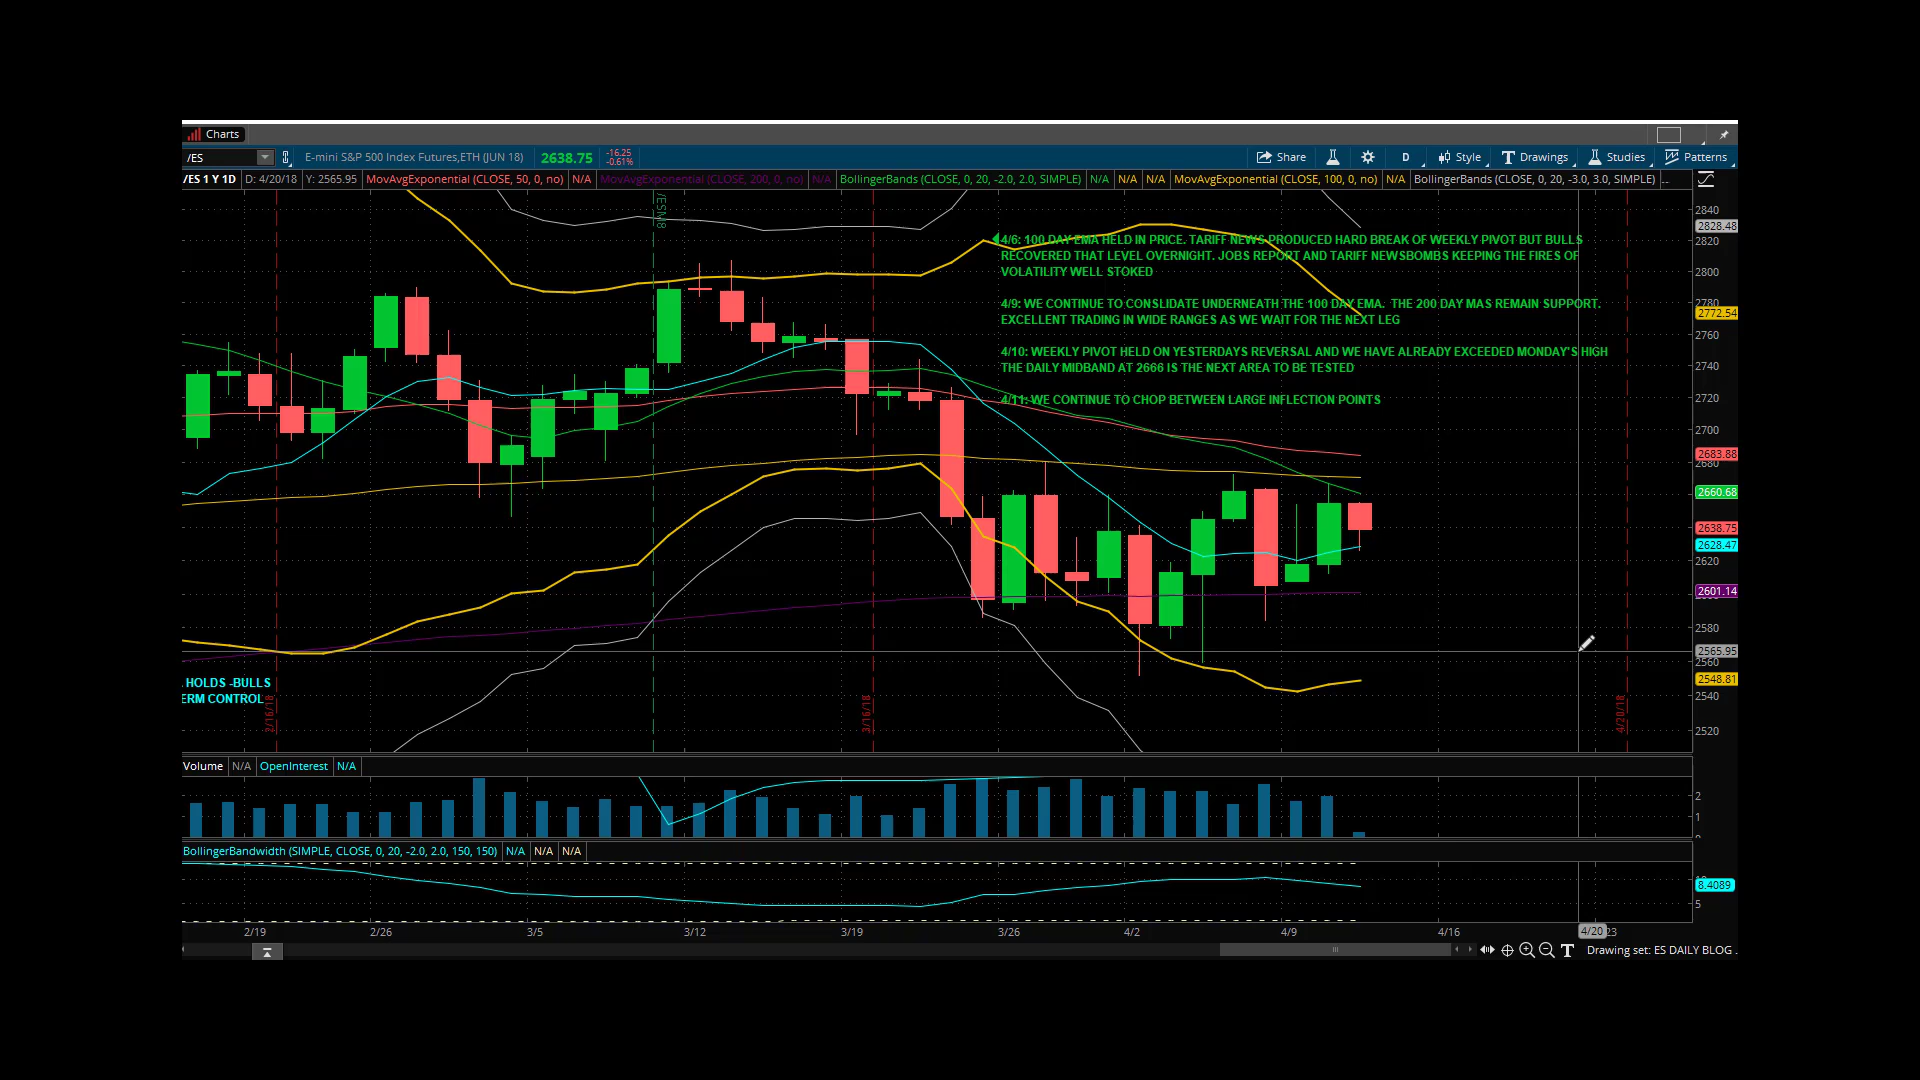 Charts
/ES E-mini S&P 500 Index Futures,ETH (JUN 18) 2638.75 -16.25 -0.61% Share D Style Drawings Studies Patterns
/ES 1 Y 1D D: 4/20/18 Y: 2565.95 MovAvgExponential (CLOSE, 50, 0, no) N/A MovAvgExponential (CLOSE, 200, 0, no) N/A BollingerBands (CLOSE, 0, 20, -2.0, 2.0, SIMPLE) N/A N/A N/A MovAvgExponential (CLOSE, 100, 0, no) N/A BollingerBands (CLOSE, 0, 20, -3.0, 3.0, SIMPLE) ...
/ESM18
4/6: 100 DAY EMA HELD IN PRICE. TARIFF NEWS PRODUCED HARD BREAK OF WEEKLY PIVOT BUT BULLS
RECOVERED THAT LEVEL OVERNIGHT. JOBS REPORT AND TARIFF NEWSBOMBS KEEPING THE FIRES OF
VOLATILITY WELL STOKED
4/9: WE CONTINUE TO CONSLIDATE UNDERNEATH THE 100 DAY EMA. THE 200 DAY MAS REMAIN SUPPORT.
EXCELLENT TRADING IN WIDE RANGES AS WE WAIT FOR THE NEXT LEG
4/10: WEEKLY PIVOT HELD ON YESTERDAYS REVERSAL AND WE HAVE ALREADY EXCEEDED MONDAY'S HIGH
THE DAILY MIDBAND AT 2666 IS THE NEXT AREA TO BE TESTED
4/11: WE CONTINUE TO CHOP BETWEEN LARGE INFLECTION POINTS
2840
2828.48
2820
2800
2780
2772.54
2760
2740
2720
2700
2683.88
2680
2660.68
2638.75
2628.47
2620
2601.14
2580
2565.95
2560
2548.81
2540
2520
HOLDS -BULLS
ERM CONTROL
2/16/18
3/16/18
4/20/18
Volume N/A OpenInterest N/A
2
1
BollingerBandwidth (SIMPLE, CLOSE, 0, 20, -2.0, 2.0, 150, 150) N/A N/A N/A
8.4089
5
2/19 2/26 3/5 3/12 3/19 3/26 4/2 4/9 4/16 4/20 23
Drawing set: ES DAILY BLOG .